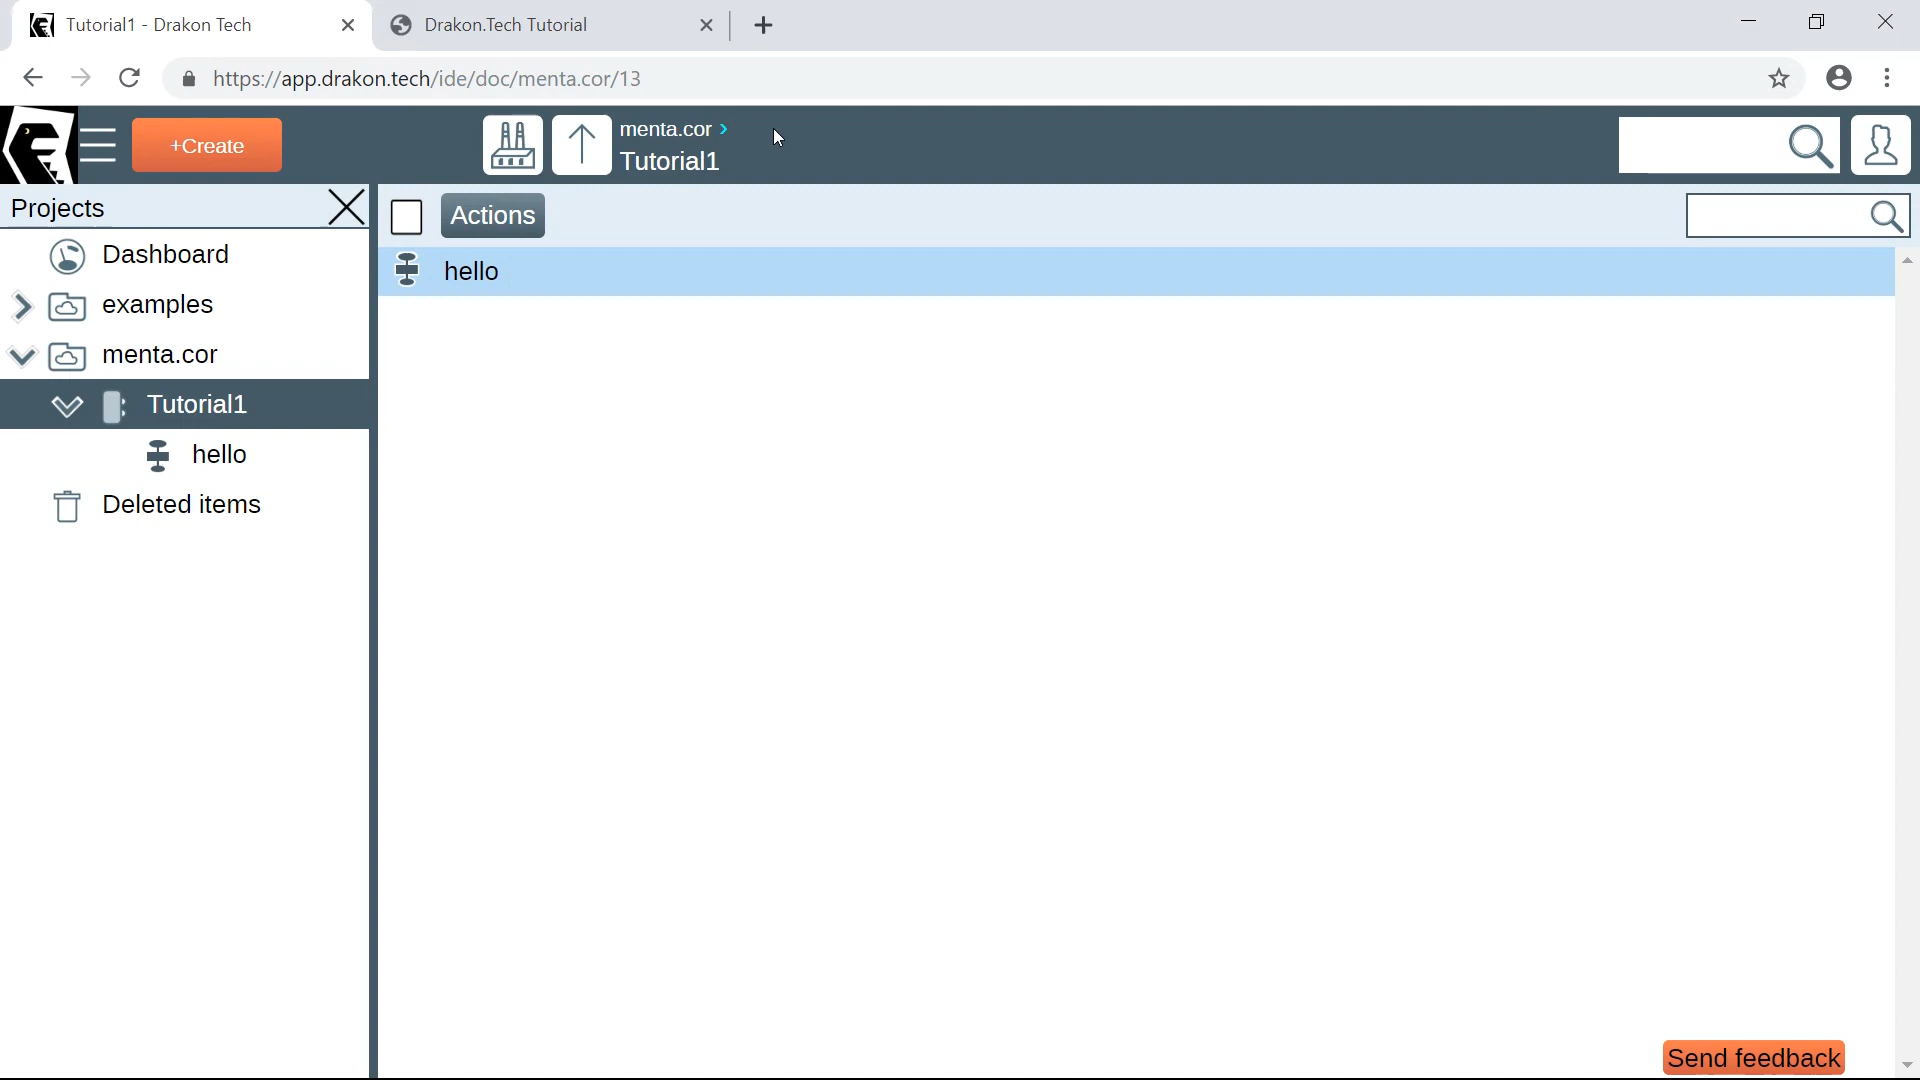 Tutorial1 - Drakon Tech
Drakon.Tech Tutorial
https://app.drakon.tech/ide/doc/menta.cor/13
+Create
menta.cor ›
Tutorial1
Projects
Actions
Dashboard
hello
examples
menta.cor
Tutorial1
hello
Deleted items
Send feedback